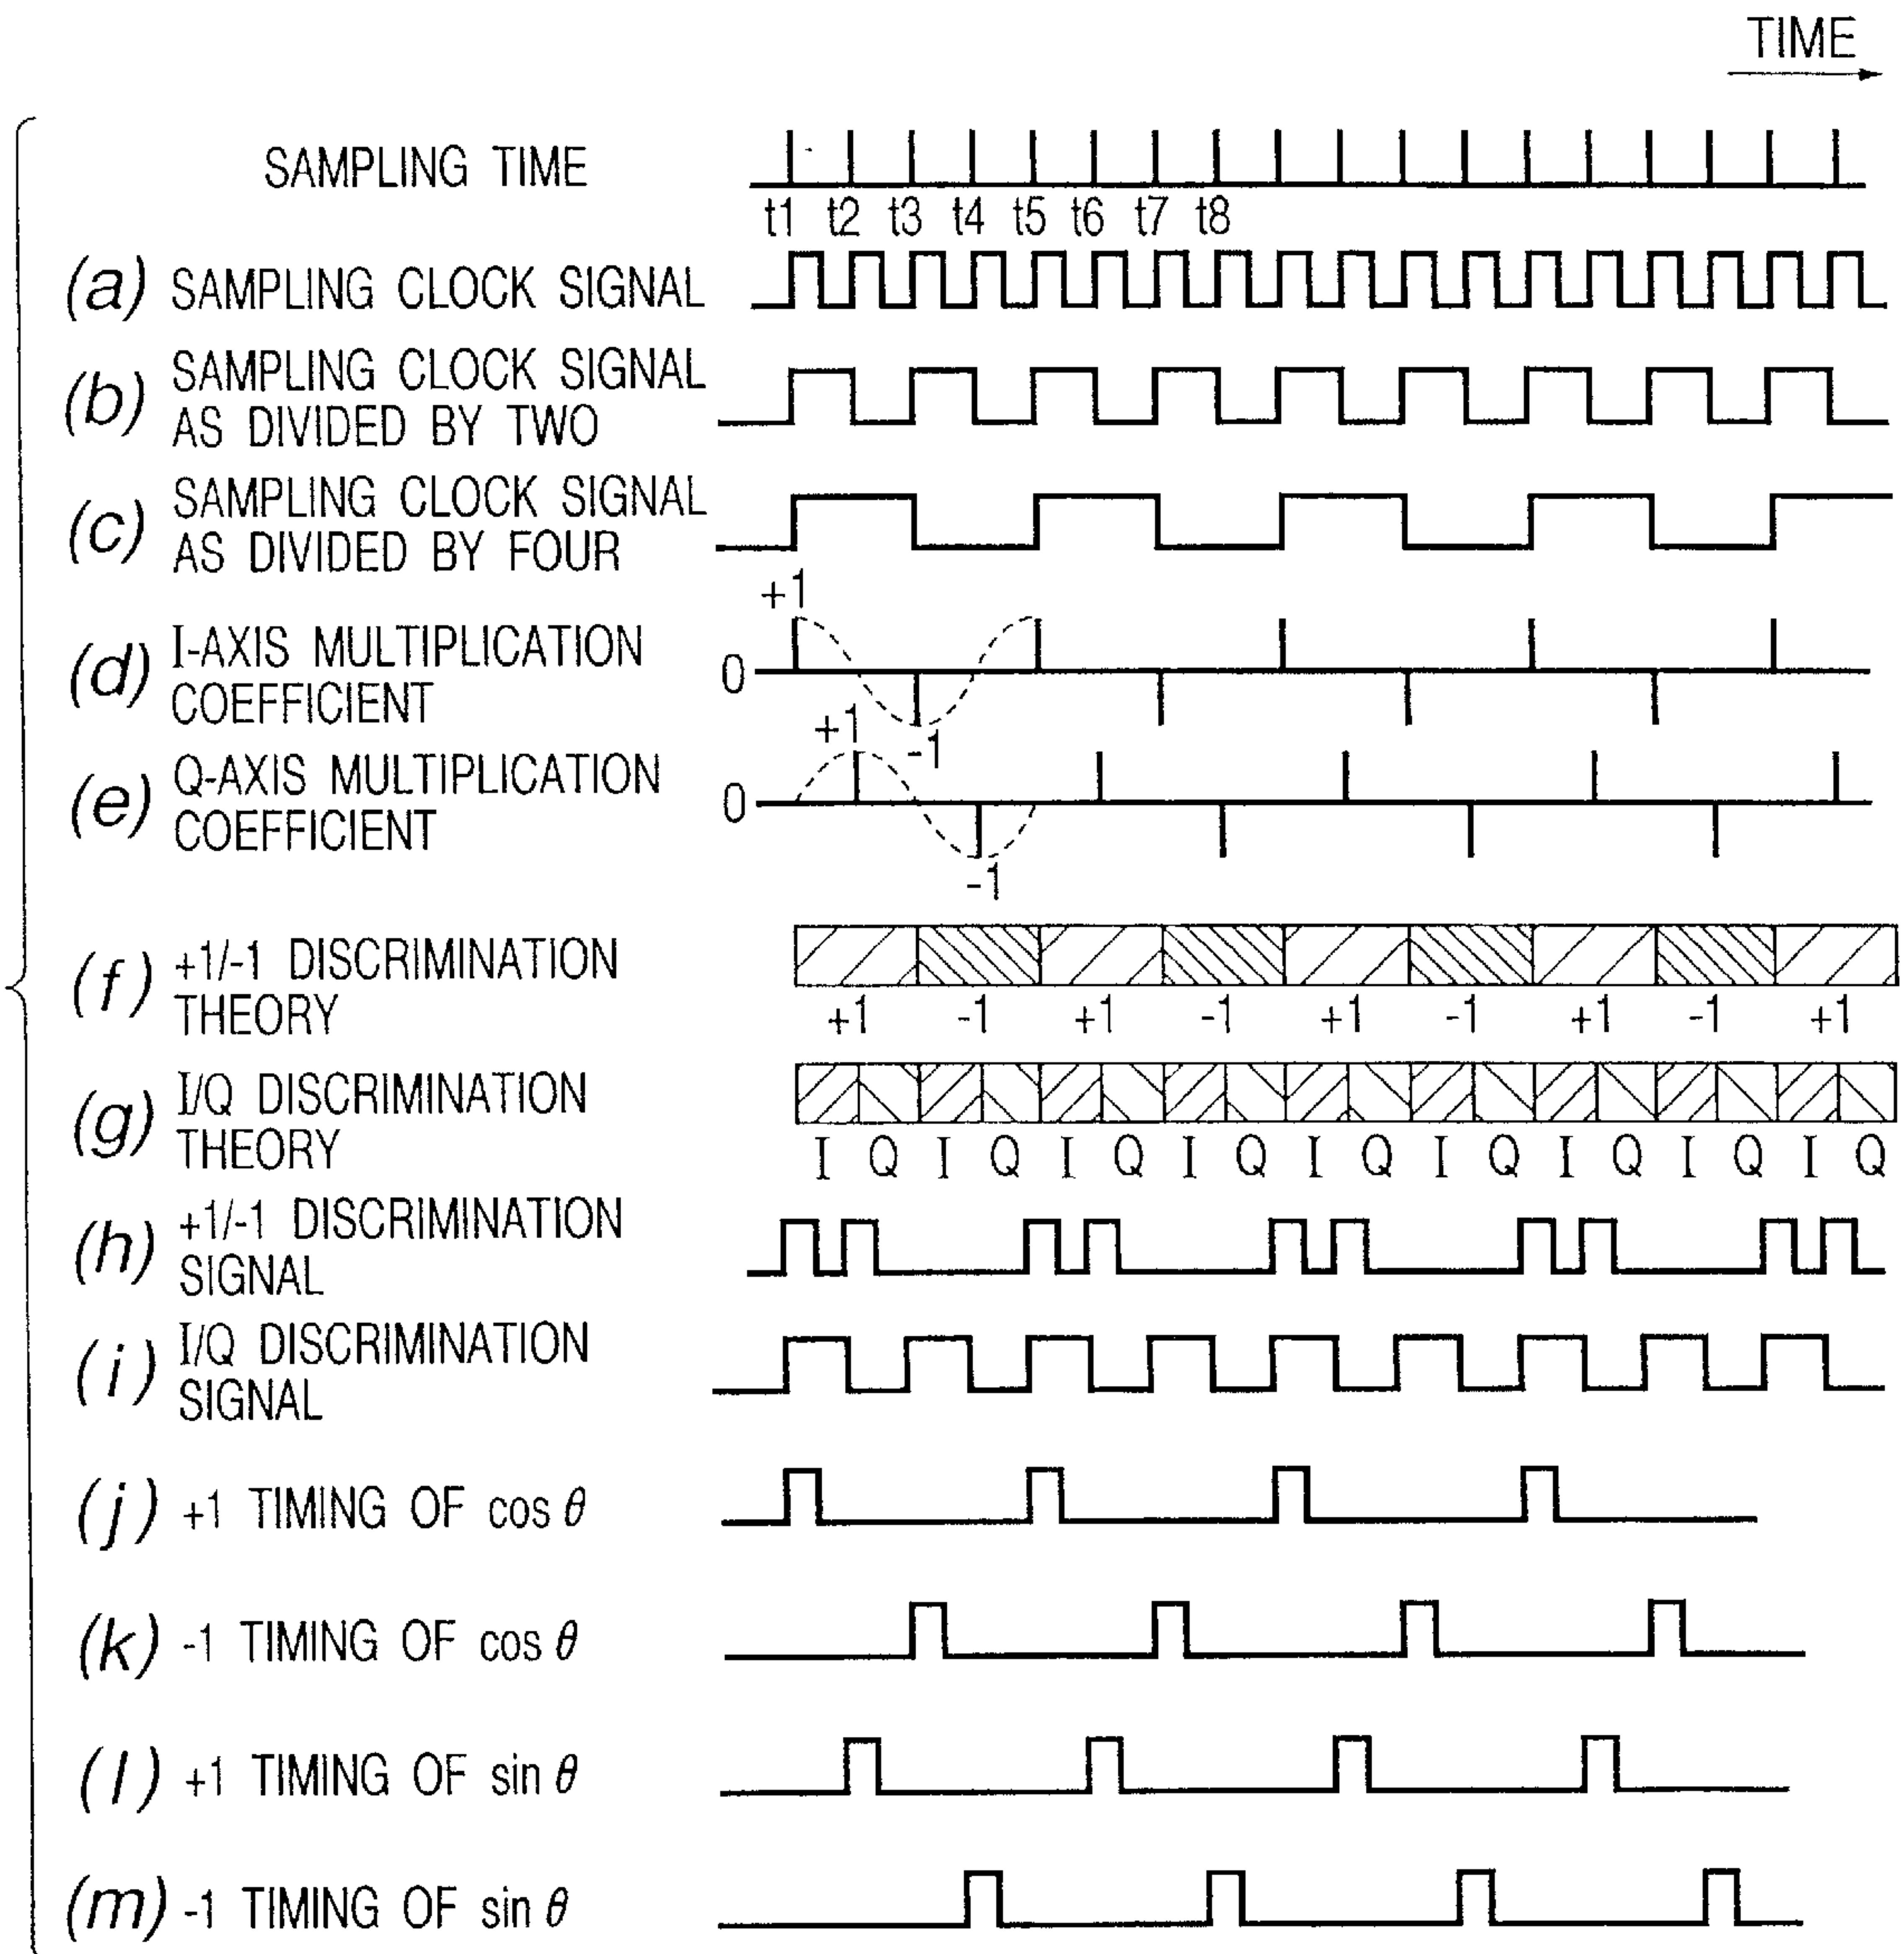 TIME
SAMPLING TIME
t1 t2 t3 t4 t5 t6 t7 t8
(a) SAMPLING CLOCK SIGNAL
(b) SAMPLING CLOCK SIGNAL
AS DIVIDED BY TWO
(c) SAMPLING CLOCK SIGNAL
AS DIVIDED BY FOUR
+1
(d) I-AXIS MULTIPLICATION
COEFFICIENT
0
-1
+1
(e) Q-AXIS MULTIPLICATION
COEFFICIENT
0
-1
(f) +1/-1 DISCRIMINATION
THEORY
+1 -1 +1 -1 +1 -1 +1 -1 +1
(g) I/Q DISCRIMINATION
THEORY
I Q I Q I Q I Q I Q I Q I Q I Q I Q
(h) +1/-1 DISCRIMINATION
SIGNAL
(i) I/Q DISCRIMINATION
SIGNAL
(j) +1 TIMING OF cos θ
(k) -1 TIMING OF cos θ
(l) +1 TIMING OF sin θ
(m) -1 TIMING OF sin θ